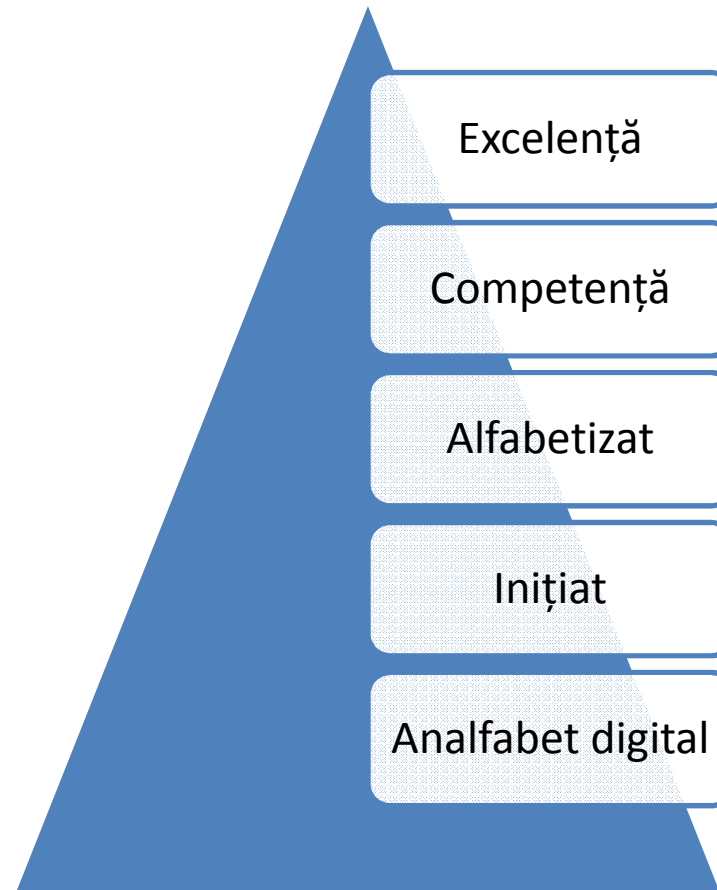 Excelență
Competență
Alfabetizat
Inițiat
Analfabet digital